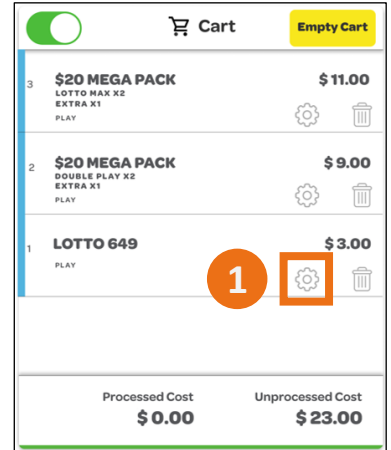 Cart
Empty Cart
3 $20 MEGA PACK $11.00
LOTTO MAX X2
EXTRA X1
PLAY
2 $20 MEGA PACK $9.00
DOUBLE PLAY X2
EXTRA X1
PLAY
1 LOTTO 649 $3.00
PLAY
1
Processed Cost Unprocessed Cost
$0.00 $23.00